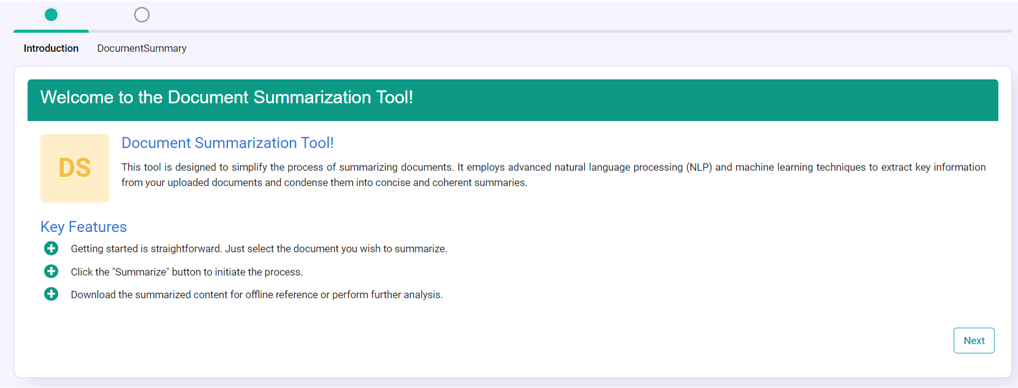 Introduction
DocumentSummary
Welcome to the Document Summarization Tool!
DS
Document Summarization Tool!
This tool is designed to simplify the process of summarizing documents. It employs advanced natural language processing (NLP) and machine learning techniques to extract key information
from your uploaded documents and condense them into concise and coherent summaries.
Key Features
Getting started is straightforward. Just select the document you wish to summarize.
Click the "Summarize" button to initiate the process.
Download the summarized content for offline reference or perform further analysis.
Next